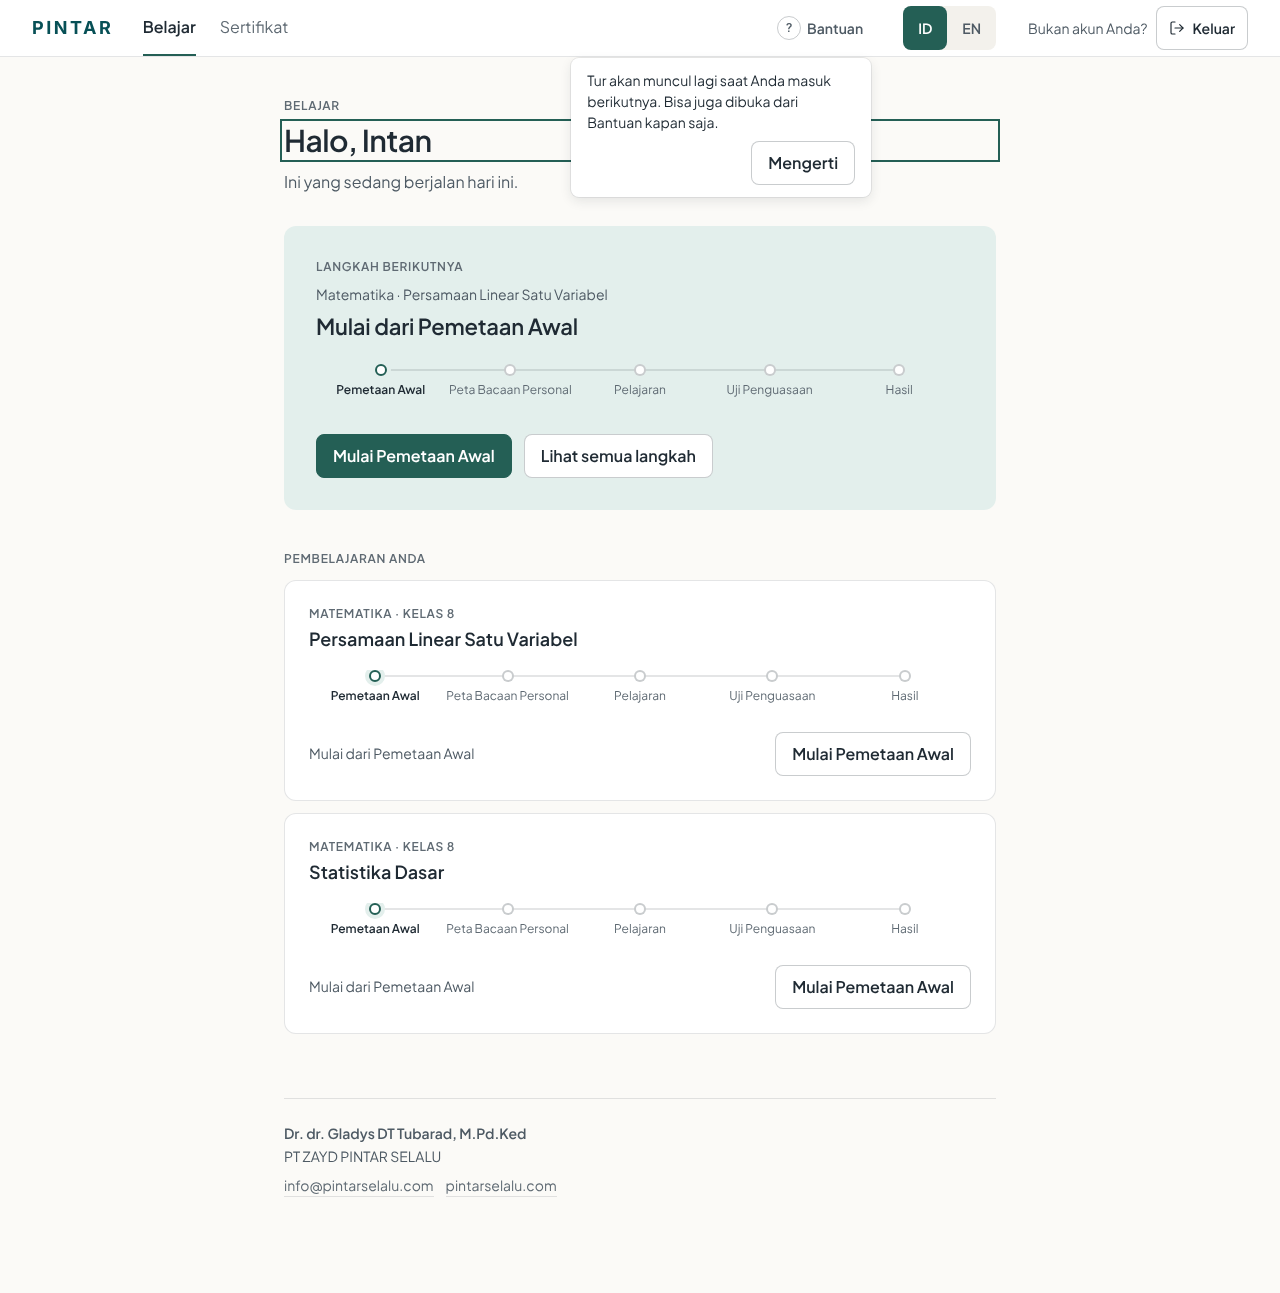 PINTAR
Belajar
Sertifikat
? Bantuan
ID
EN
Bukan akun Anda?
Keluar
Tur akan muncul lagi saat Anda masuk
berikutnya. Bisa juga dibuka dari
Bantuan kapan saja.
Mengerti
BELAJAR
Halo, Intan
Ini yang sedang berjalan hari ini.
LANGKAH BERIKUTNYA
Matematika · Persamaan Linear Satu Variabel
Mulai dari Pemetaan Awal
Pemetaan Awal
Peta Bacaan Personal
Pelajaran
Uji Penguasaan
Hasil
Mulai Pemetaan Awal
Lihat semua langkah
PEMBELAJARAN ANDA
MATEMATIKA · KELAS 8
Persamaan Linear Satu Variabel
Pemetaan Awal
Peta Bacaan Personal
Pelajaran
Uji Penguasaan
Hasil
Mulai dari Pemetaan Awal
Mulai Pemetaan Awal
MATEMATIKA · KELAS 8
Statistika Dasar
Pemetaan Awal
Peta Bacaan Personal
Pelajaran
Uji Penguasaan
Hasil
Mulai dari Pemetaan Awal
Mulai Pemetaan Awal
Dr. dr. Gladys DT Tubarad, M.Pd.Ked
PT ZAYD PINTAR SELALU
info@pintarselalu.com
pintarselalu.com